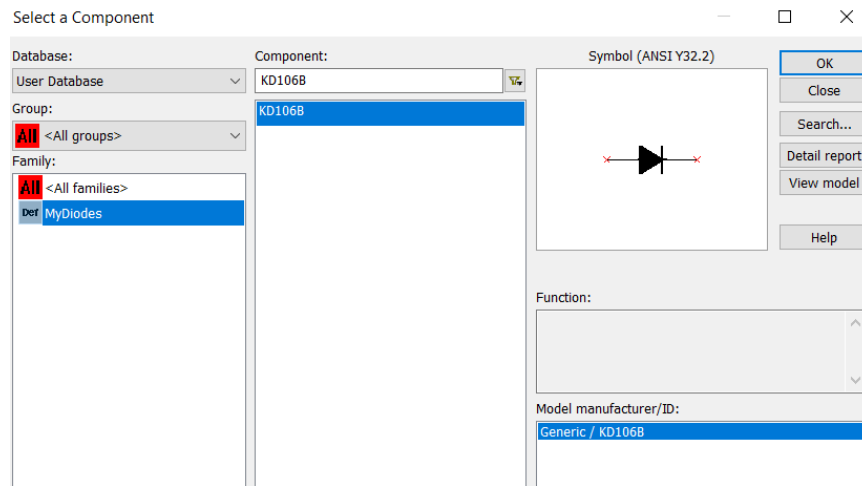 Select a Component
Database:
User Database
Group:
All <All groups>
Family:
All <All families>
Def MyDiodes
Component:
KD106B
KD106B
Symbol (ANSI Y32.2)
Function:
Model manufacturer/ID:
Generic / KD106B
OK
Close
Search...
Detail report
View model
Help